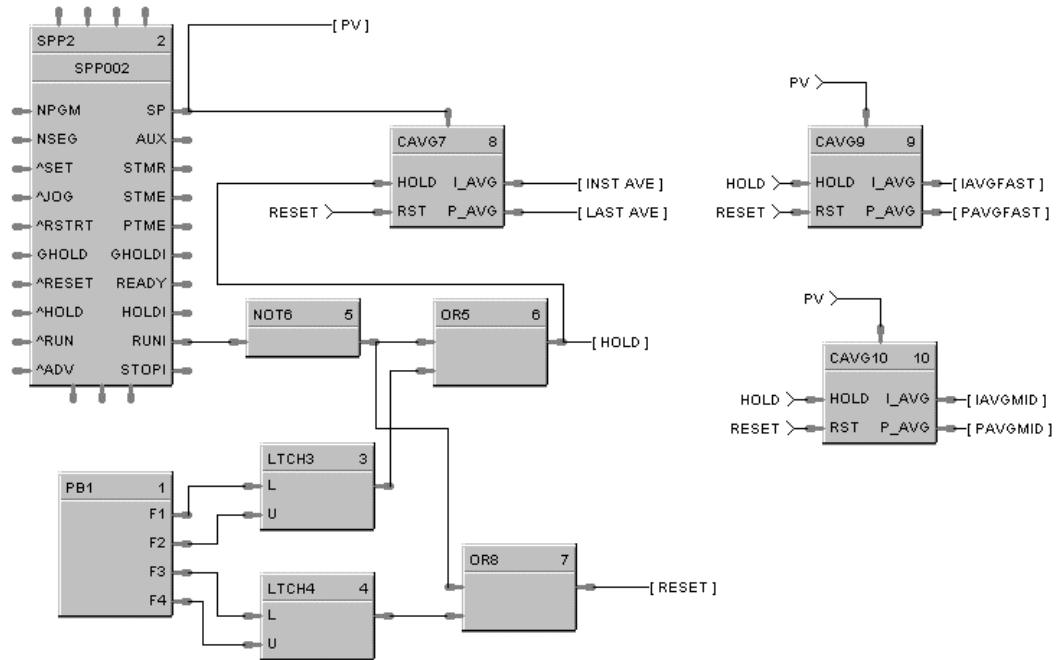 [ PV ]
SPP2 2
SPP002
NPGM SP
NSEG AUX
^SET STMR
^JOG STME
^RSTRT PTME
GHOLD GHOLDI
^RESET READY
^HOLD HOLDI
^RUN RUNI
^ADV STOPI
CAVG7 8
HOLD I_AVG
RST P_AVG
RESET
[ INST AVE ]
[ LAST AVE ]
PV
CAVG9 9
HOLD HOLD I_AVG [ IAVGFAST ]
RESET RST P_AVG [ PAVGFAST ]
NOT6 5
OR5 6
[ HOLD ]
PV
CAVG10 10
HOLD HOLD I_AVG [ IAVGMID ]
RESET RST P_AVG [ PAVGMID ]
PB1 1
F1
F2
F3
F4
LTCH3 3
L
U
LTCH4 4
L
U
OR8 7
[ RESET ]